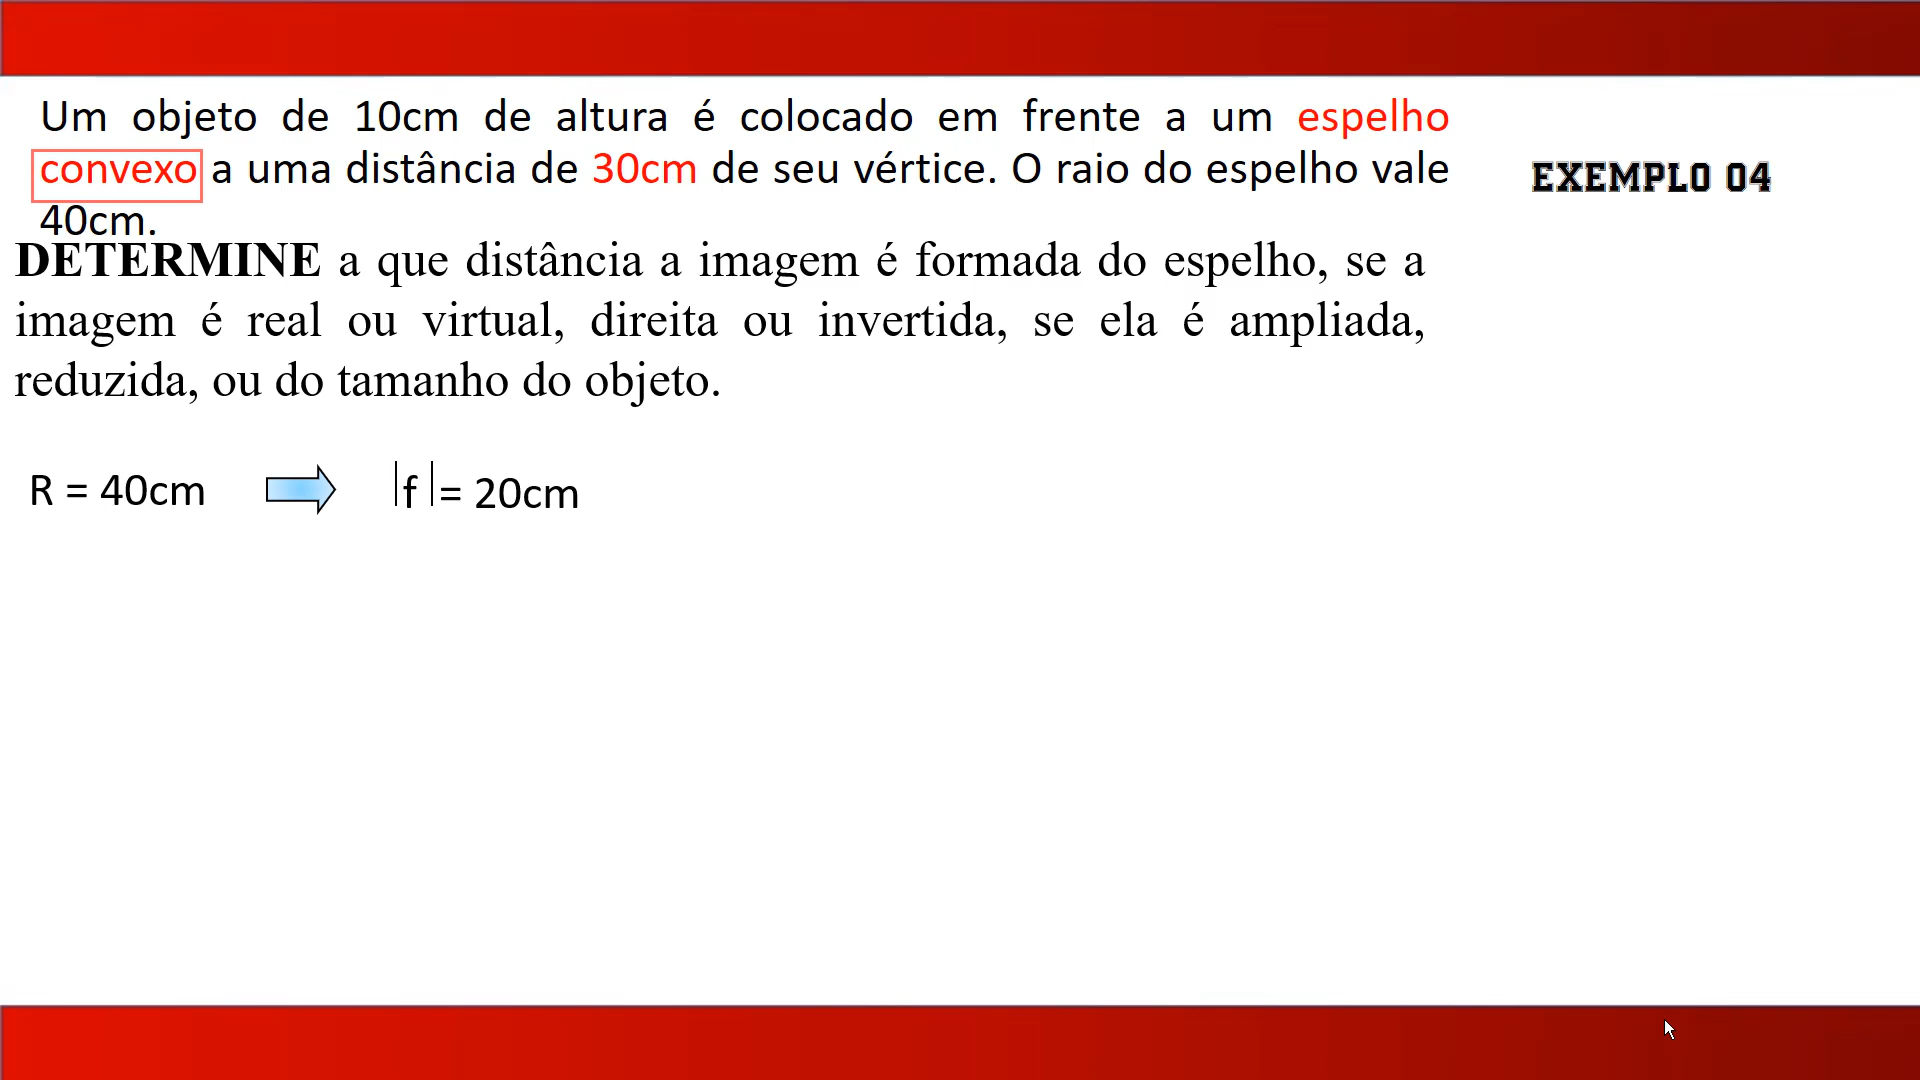 Um objeto de 10cm de altura é colocado em frente a um espelho
convexo a uma distância de 30cm de seu vértice. O raio do espelho vale
40cm.
EXEMPLO 04
DETERMINE a que distância a imagem é formada do espelho, se a
imagem é real ou virtual, direita ou invertida, se ela é ampliada,
reduzida, ou do tamanho do objeto.
R = 40cm |f| = 20cm